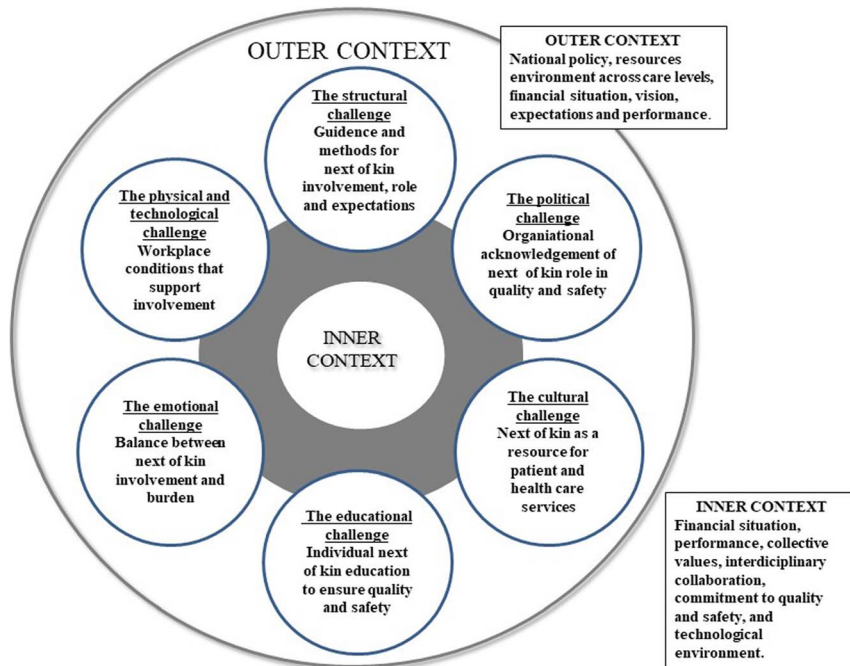 OUTER CONTEXT
OUTER CONTEXT
National policy, resources
environment across care levels,
financial situation, vision,
expectations and performance.
The structural
challenge
Guidence and
methods for
next of kin
involvement, role
and expectations
The physical and
technological
challenge
Workplace
conditions that
support
involvement
The political
challenge
Organiational
acknowledgement of
next of kin role in
quality and safety
INNER
CONTEXT
The emotional
challenge
Balance between
next of kin
involvement and
burden
The cultural
challenge
Next of kin as a
resource for
patient and
health care
services
The educational
challenge
Individual next
of kin education
to ensure quality
and safety
INNER CONTEXT
Financial situation,
performance, collective
values, interdiciplinary
collaboration,
commitment to quality
and safety, and
technological
environment.